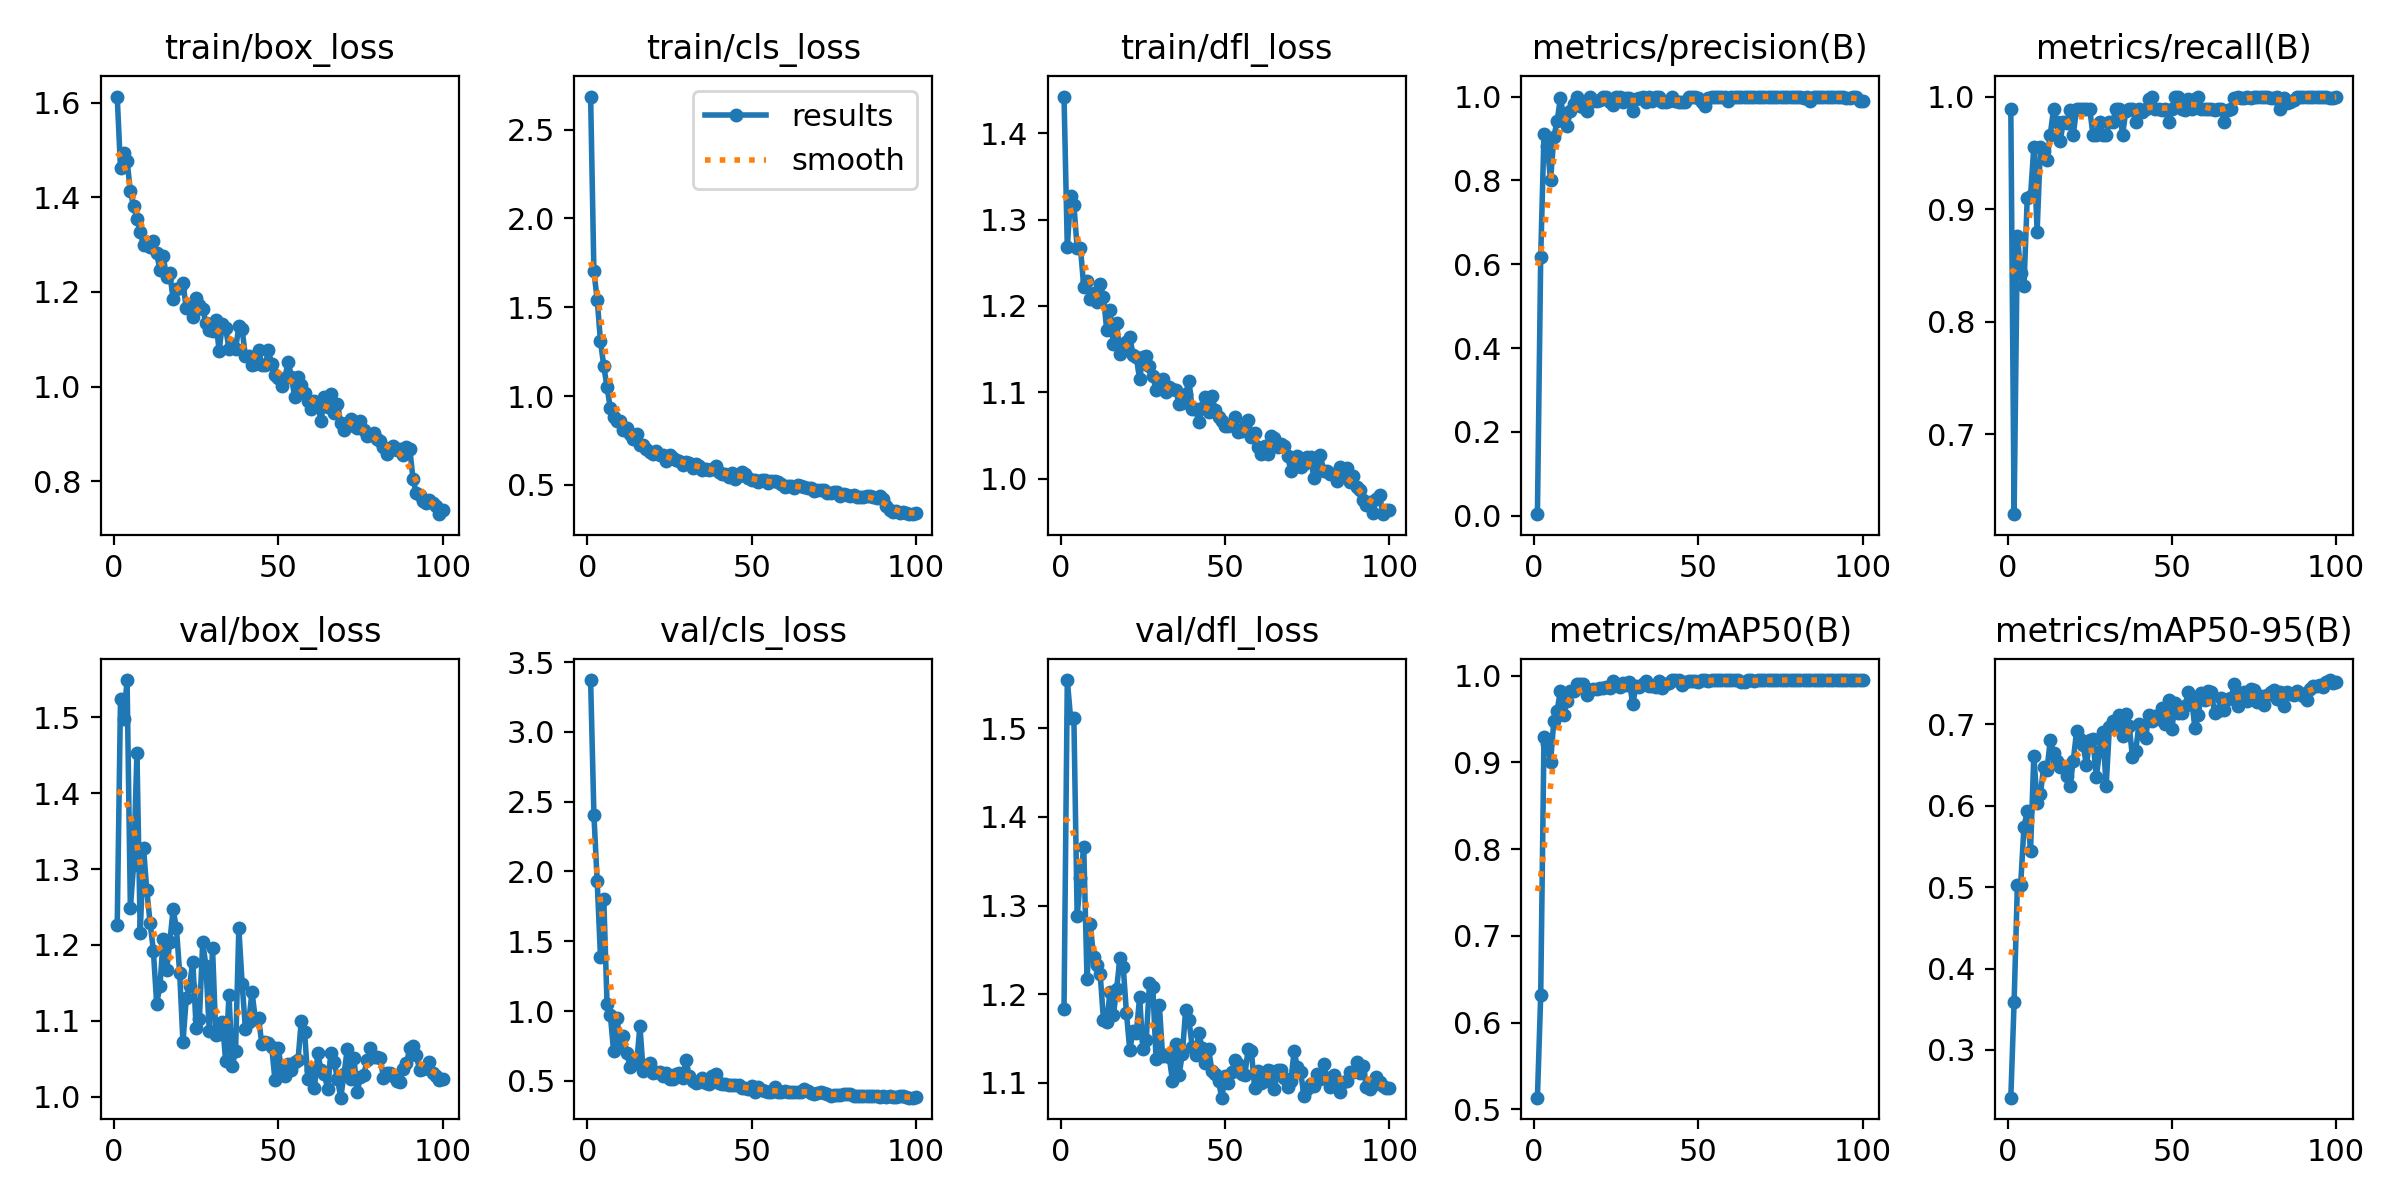 train/box_loss
1.6
1.4
1.2
1.0
0.8
0 50 100
train/cls_loss
results
smooth
2.5
2.0
1.5
1.0
0.5
0 50 100
train/dfl_loss
1.4
1.3
1.2
1.1
1.0
0 50 100
metrics/precision(B)
1.0
0.8
0.6
0.4
0.2
0.0
0 50 100
metrics/recall(B)
1.0
0.9
0.8
0.7
0 50 100
val/box_loss
1.5
1.4
1.3
1.2
1.1
1.0
0 50 100
val/cls_loss
3.5
3.0
2.5
2.0
1.5
1.0
0.5
0 50 100
val/dfl_loss
1.5
1.4
1.3
1.2
1.1
0 50 100
metrics/mAP50(B)
1.0
0.9
0.8
0.7
0.6
0.5
0 50 100
metrics/mAP50-95(B)
0.7
0.6
0.5
0.4
0.3
0 50 100